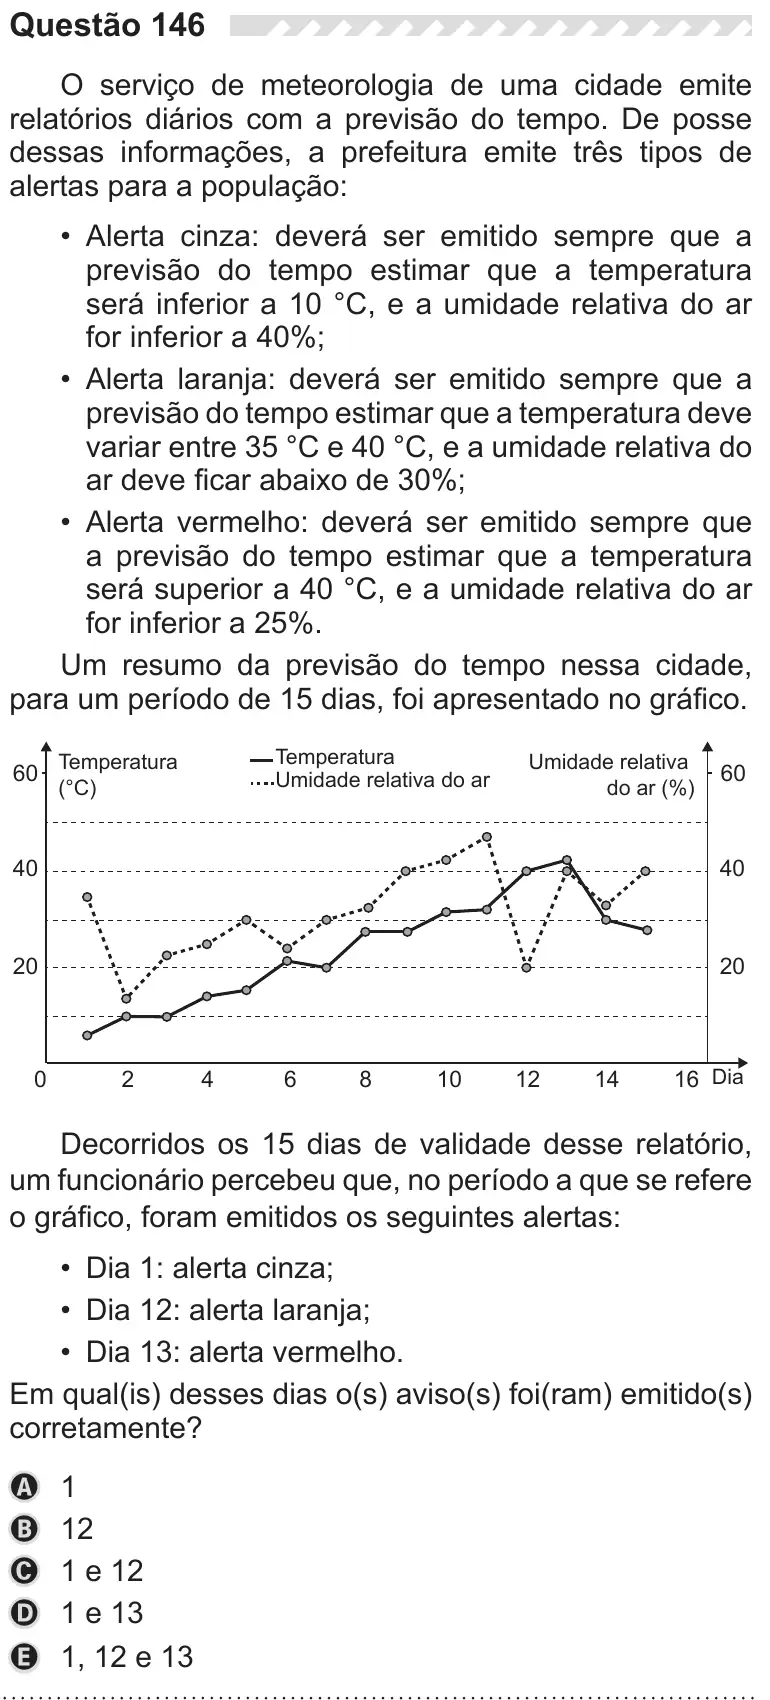 Questão 146
O serviço de meteorologia de uma cidade emite
relatórios diários com a previsão do tempo. De posse
dessas informações, a prefeitura emite três tipos de
alertas para a população:
• Alerta cinza: deverá ser emitido sempre que a
previsão do tempo estimar que a temperatura
será inferior a 10 °C, e a umidade relativa do ar
for inferior a 40%;
• Alerta laranja: deverá ser emitido sempre que a
previsão do tempo estimar que a temperatura deve
variar entre 35 °C e 40 °C, e a umidade relativa do
ar deve ficar abaixo de 30%;
• Alerta vermelho: deverá ser emitido sempre que
a previsão do tempo estimar que a temperatura
será superior a 40 °C, e a umidade relativa do ar
for inferior a 25%.
Um resumo da previsão do tempo nessa cidade,
para um período de 15 dias, foi apresentado no gráfico.
Temperatura
(°C)
Temperatura
Umidade relativa do ar
Umidade relativa
do ar (%)
60 60
40 40
20 20
0 2 4 6 8 10 12 14 16 Dia
Decorridos os 15 dias de validade desse relatório,
um funcionário percebeu que, no período a que se refere
o gráfico, foram emitidos os seguintes alertas:
• Dia 1: alerta cinza;
• Dia 12: alerta laranja;
• Dia 13: alerta vermelho.
Em qual(is) desses dias o(s) aviso(s) foi(ram) emitido(s)
corretamente?
A 1
B 12
C 1 e 12
D 1 e 13
E 1, 12 e 13